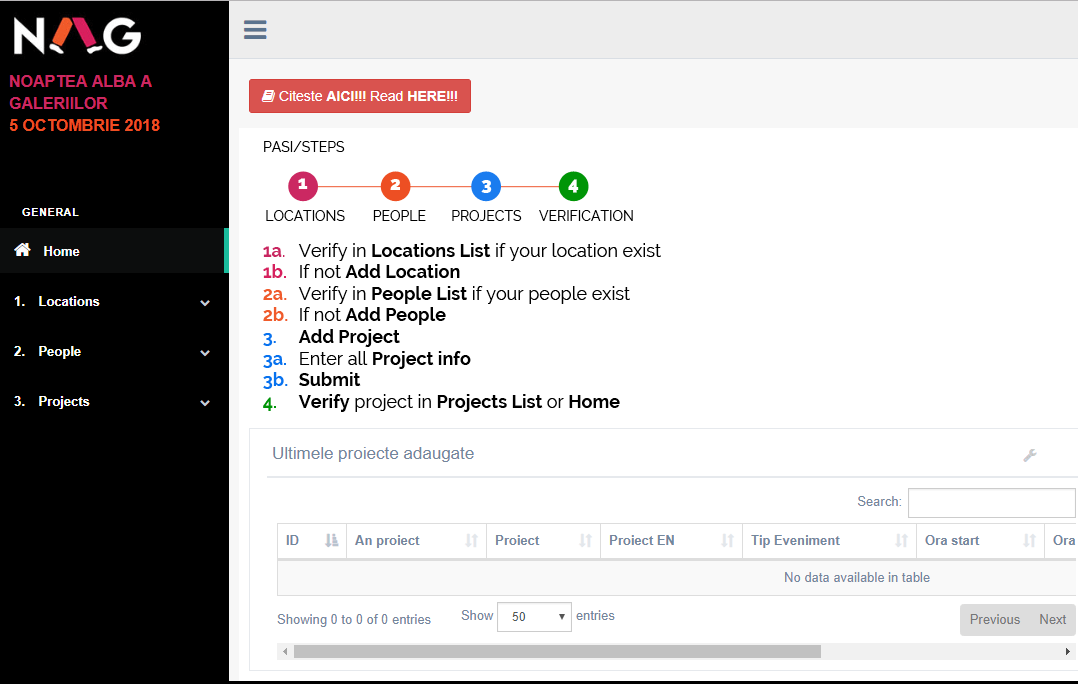 NAG
NOAPTEA ALBA A
GALERIILOR
5 OCTOMBRIE 2018
GENERAL
Home
1. Locations
2. People
3. Projects
Citeste AICI!!! Read HERE!!!
PASI/STEPS
1 2 3 4
LOCATIONS PEOPLE PROJECTS VERIFICATION
1a. Verify in Locations List if your location exist
1b. If not Add Location
2a. Verify in People List if your people exist
2b. If not Add People
3. Add Project
3a. Enter all Project info
3b. Submit
4. Verify project in Projects List or Home
Ultimele proiecte adaugate
Search:
ID An proiect Proiect Proiect EN Tip Eveniment Ora start Ora
No data available in table
Showing 0 to 0 of 0 entries Show 50 entries Previous Next